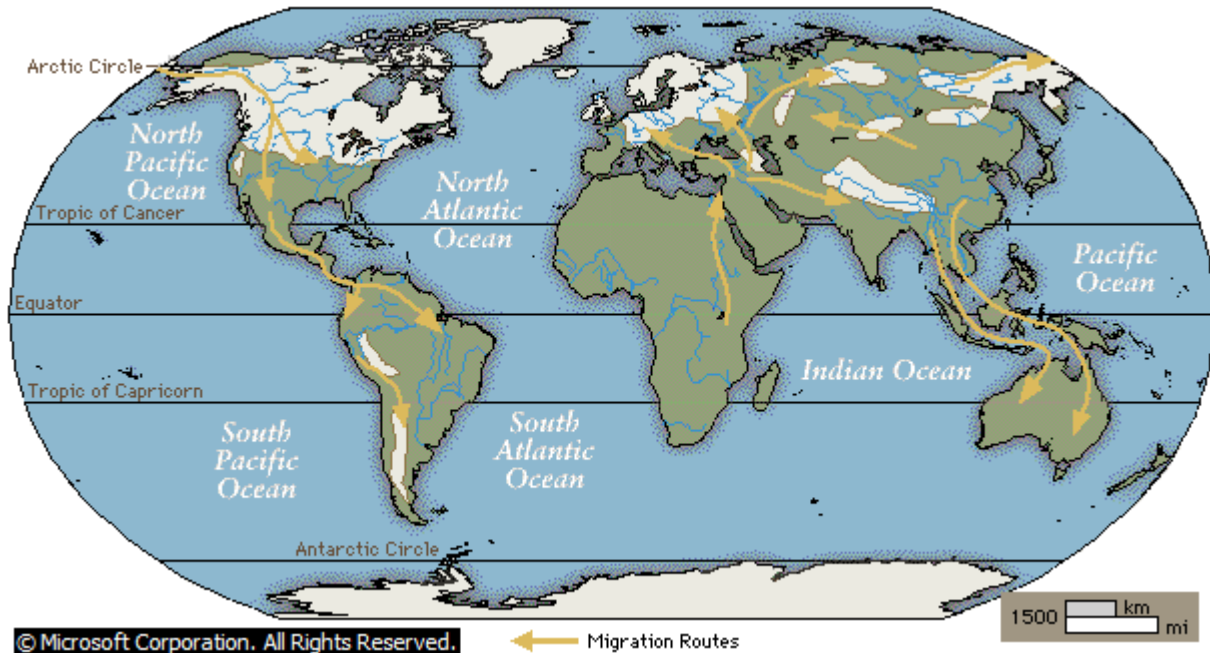 Arctic Circle
North
Pacific
Ocean
North
Atlantic
Ocean
Tropic of Cancer
Pacific
Ocean
Equator
Indian Ocean
Tropic of Capricorn
South
Pacific
Ocean
South
Atlantic
Ocean
Antarctic Circle
1500 km
mi
© Microsoft Corporation. All Rights Reserved.
Migration Routes